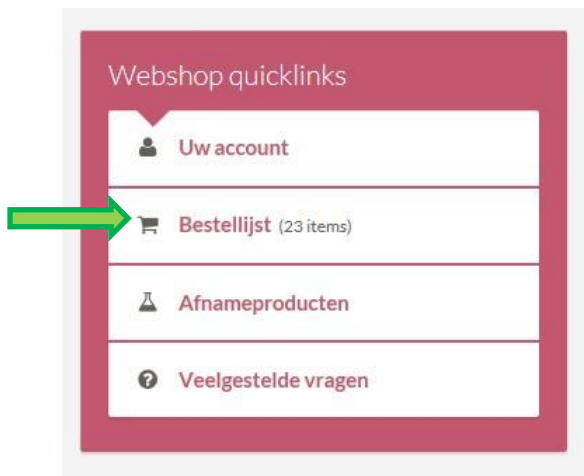 Webshop quicklinks
Uw account
Bestellijst (23 items)
Afnameproducten
Veelgestelde vragen